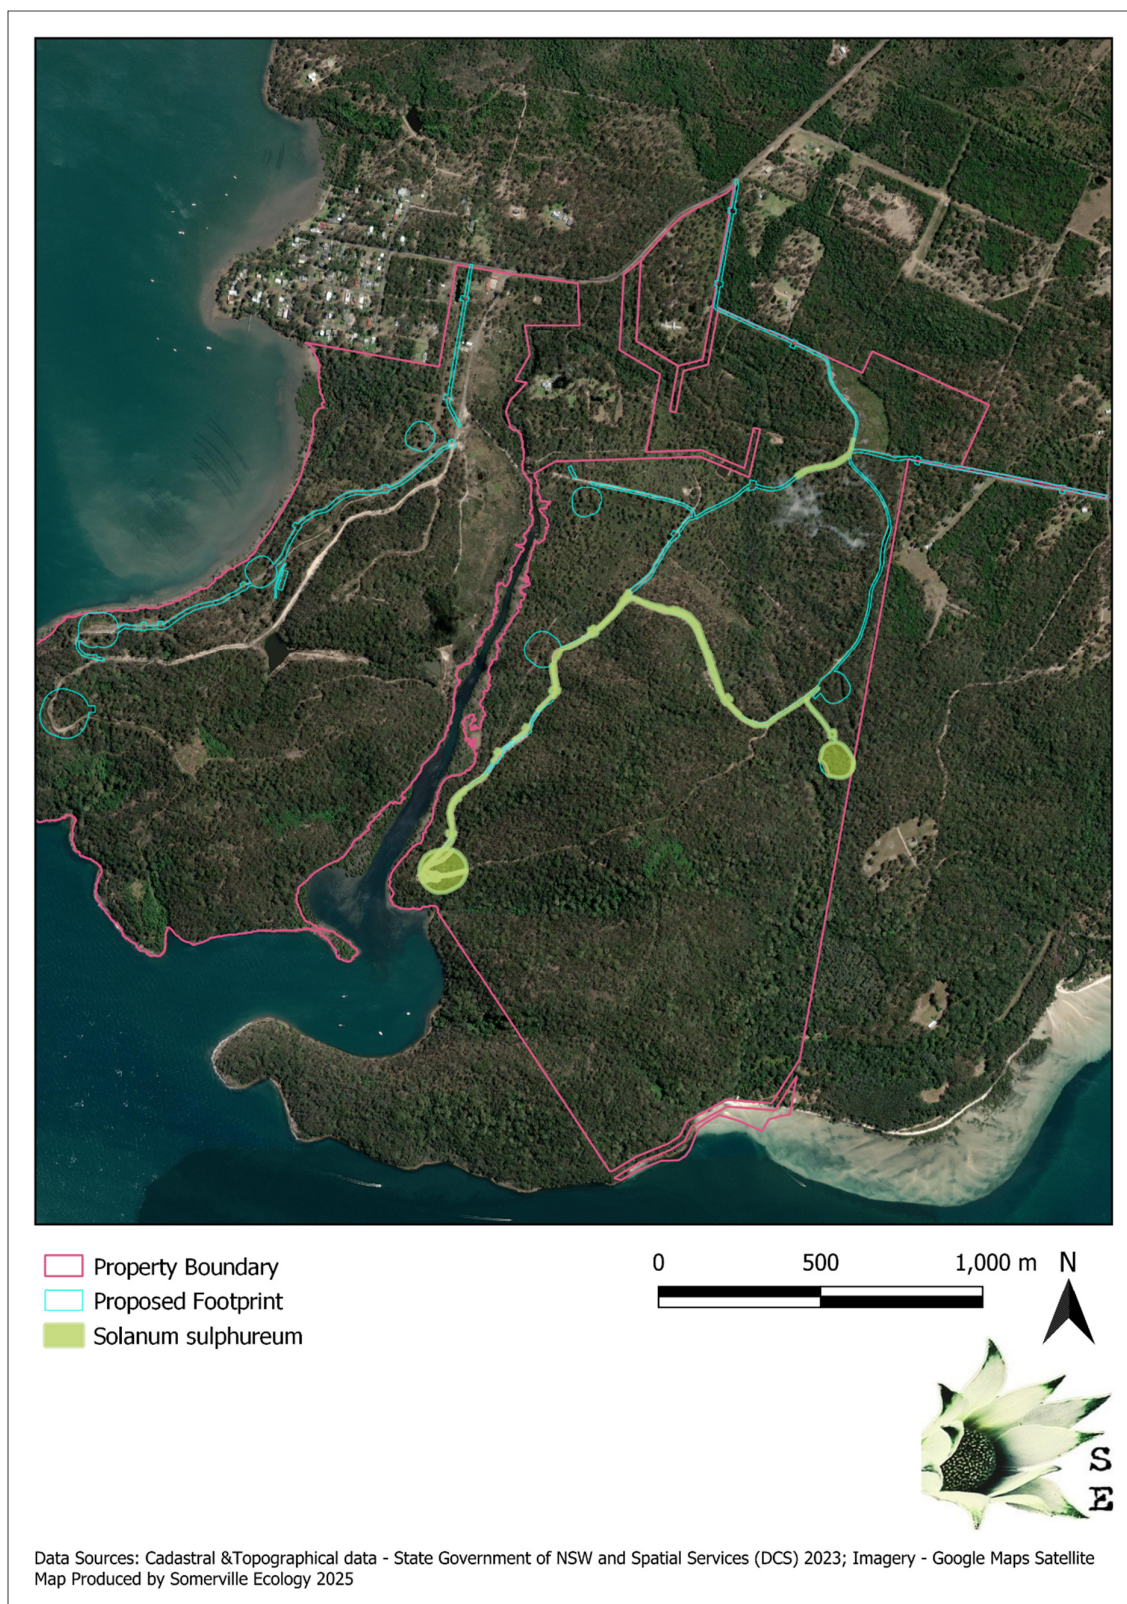 Property Boundary
Proposed Footprint
Solanum sulphureum
0 500 1,000 m N
S
E
Data Sources: Cadastral &Topographical data - State Government of NSW and Spatial Services (DCS) 2023; Imagery - Google Maps Satellite
Map Produced by Somerville Ecology 2025